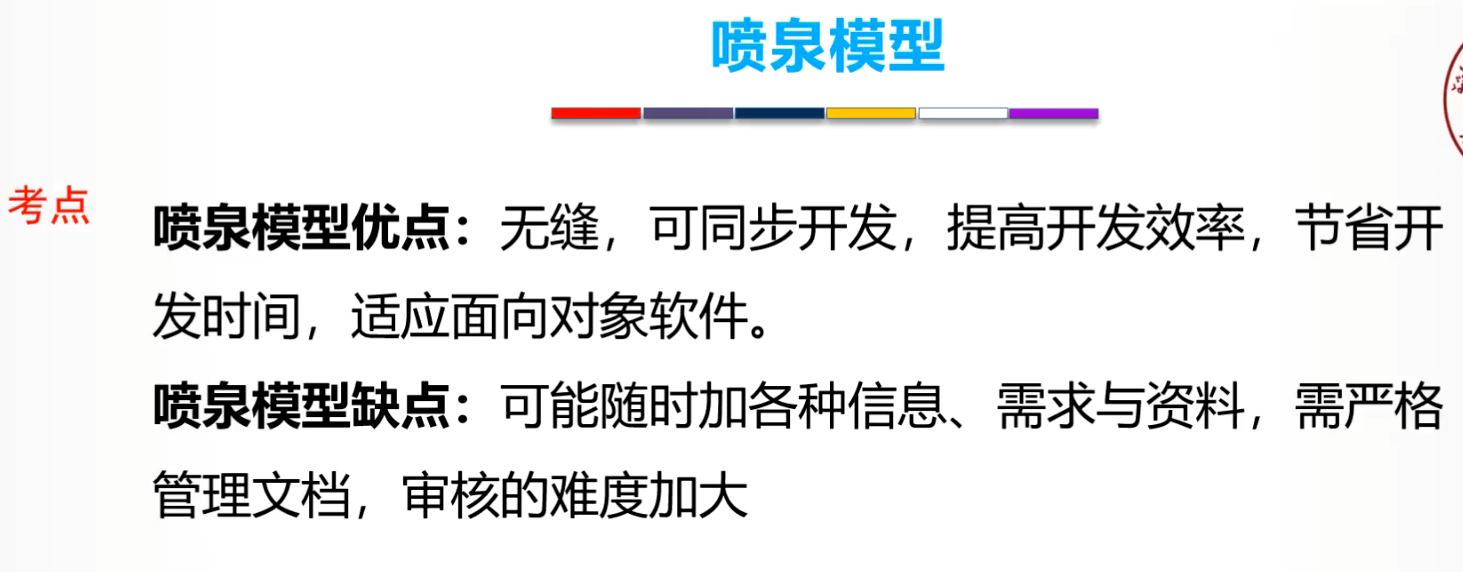 喷泉模型
考点
喷泉模型优点：无缝，可同步开发，提高开发效率，节省开
发时间，适应面向对象软件。
喷泉模型缺点：可能随时加各种信息、需求与资料，需严格
管理文档，审核的难度加大